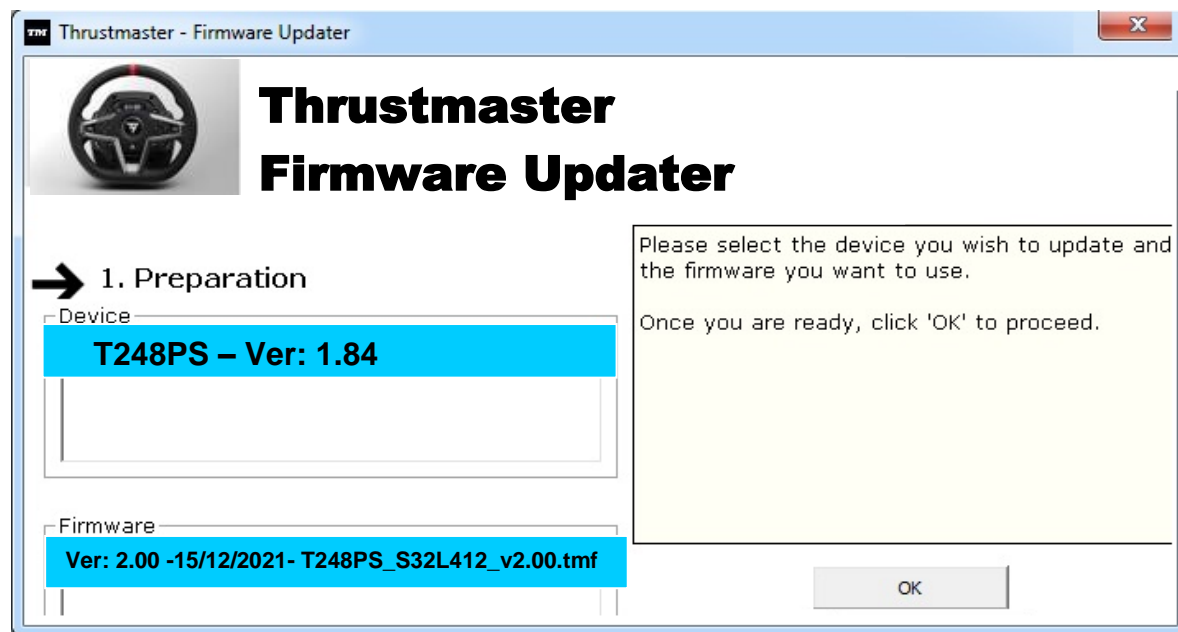 TM Thrustmaster - Firmware Updater
Thrustmaster
Firmware Updater
1. Preparation
Device
T248PS – Ver: 1.84
Firmware
Ver: 2.00 -15/12/2021- T248PS_S32L412_v2.00.tmf
Please select the device you wish to update and
the firmware you want to use.
Once you are ready, click 'OK' to proceed.
OK